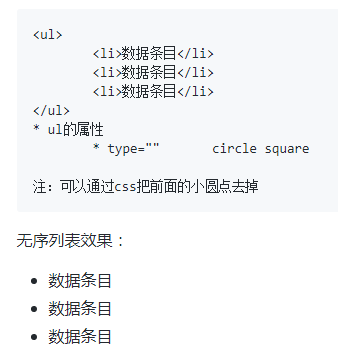 <ul>
        <li>数据条目</li>
        <li>数据条目</li>
        <li>数据条目</li>
</ul>
* ul的属性
        * type=""       circle square
注：可以通过css把前面的小圆点去掉
无序列表效果：
• 数据条目
• 数据条目
• 数据条目